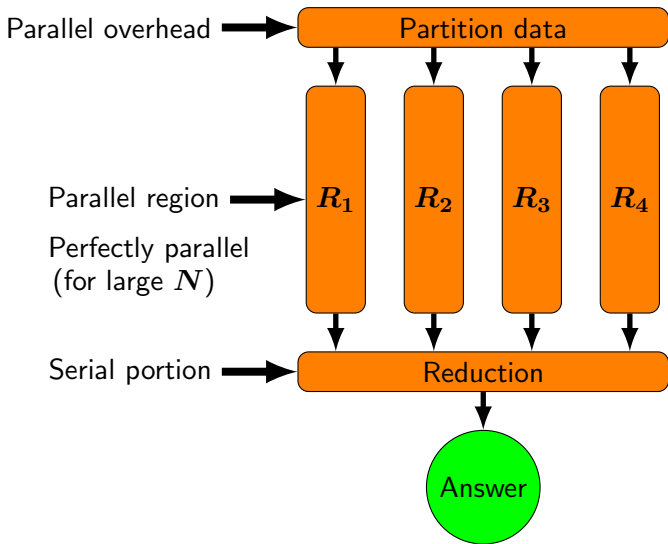 Parallel overhead
Partition data
Parallel region
Perfectly parallel
(for large N)
R1
R2
R3
R4
Serial portion
Reduction
Answer